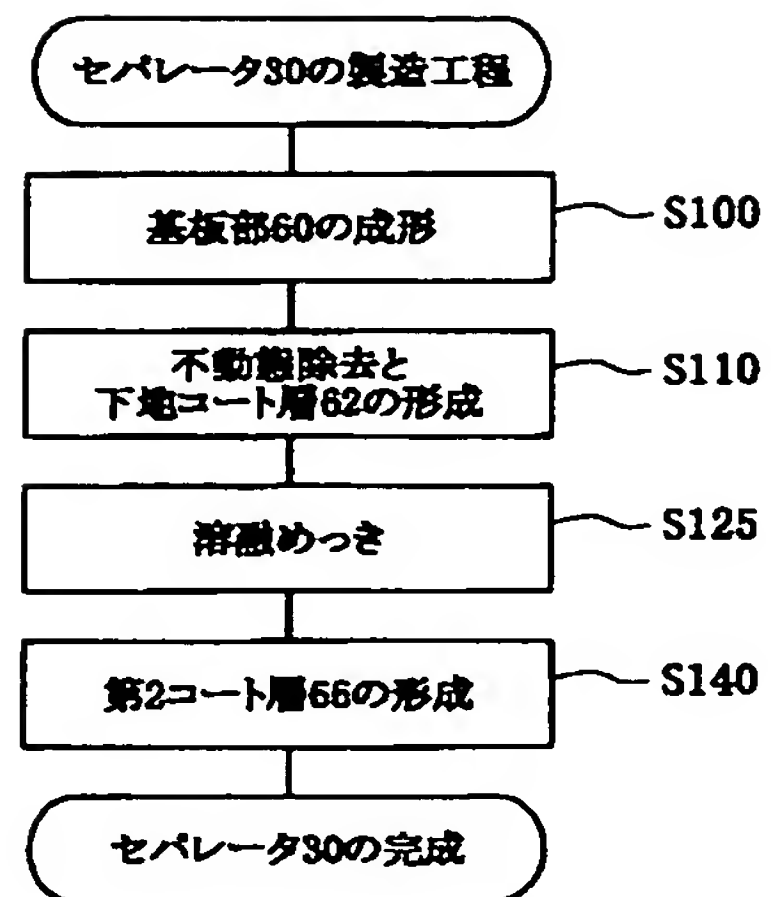 セパレータ30の製造工程
基板部60の成形
S100
不動態除去と
下地コート層62の形成
S110
溶融めっき
S125
第2コート層66の形成
S140
セパレータ30の完成